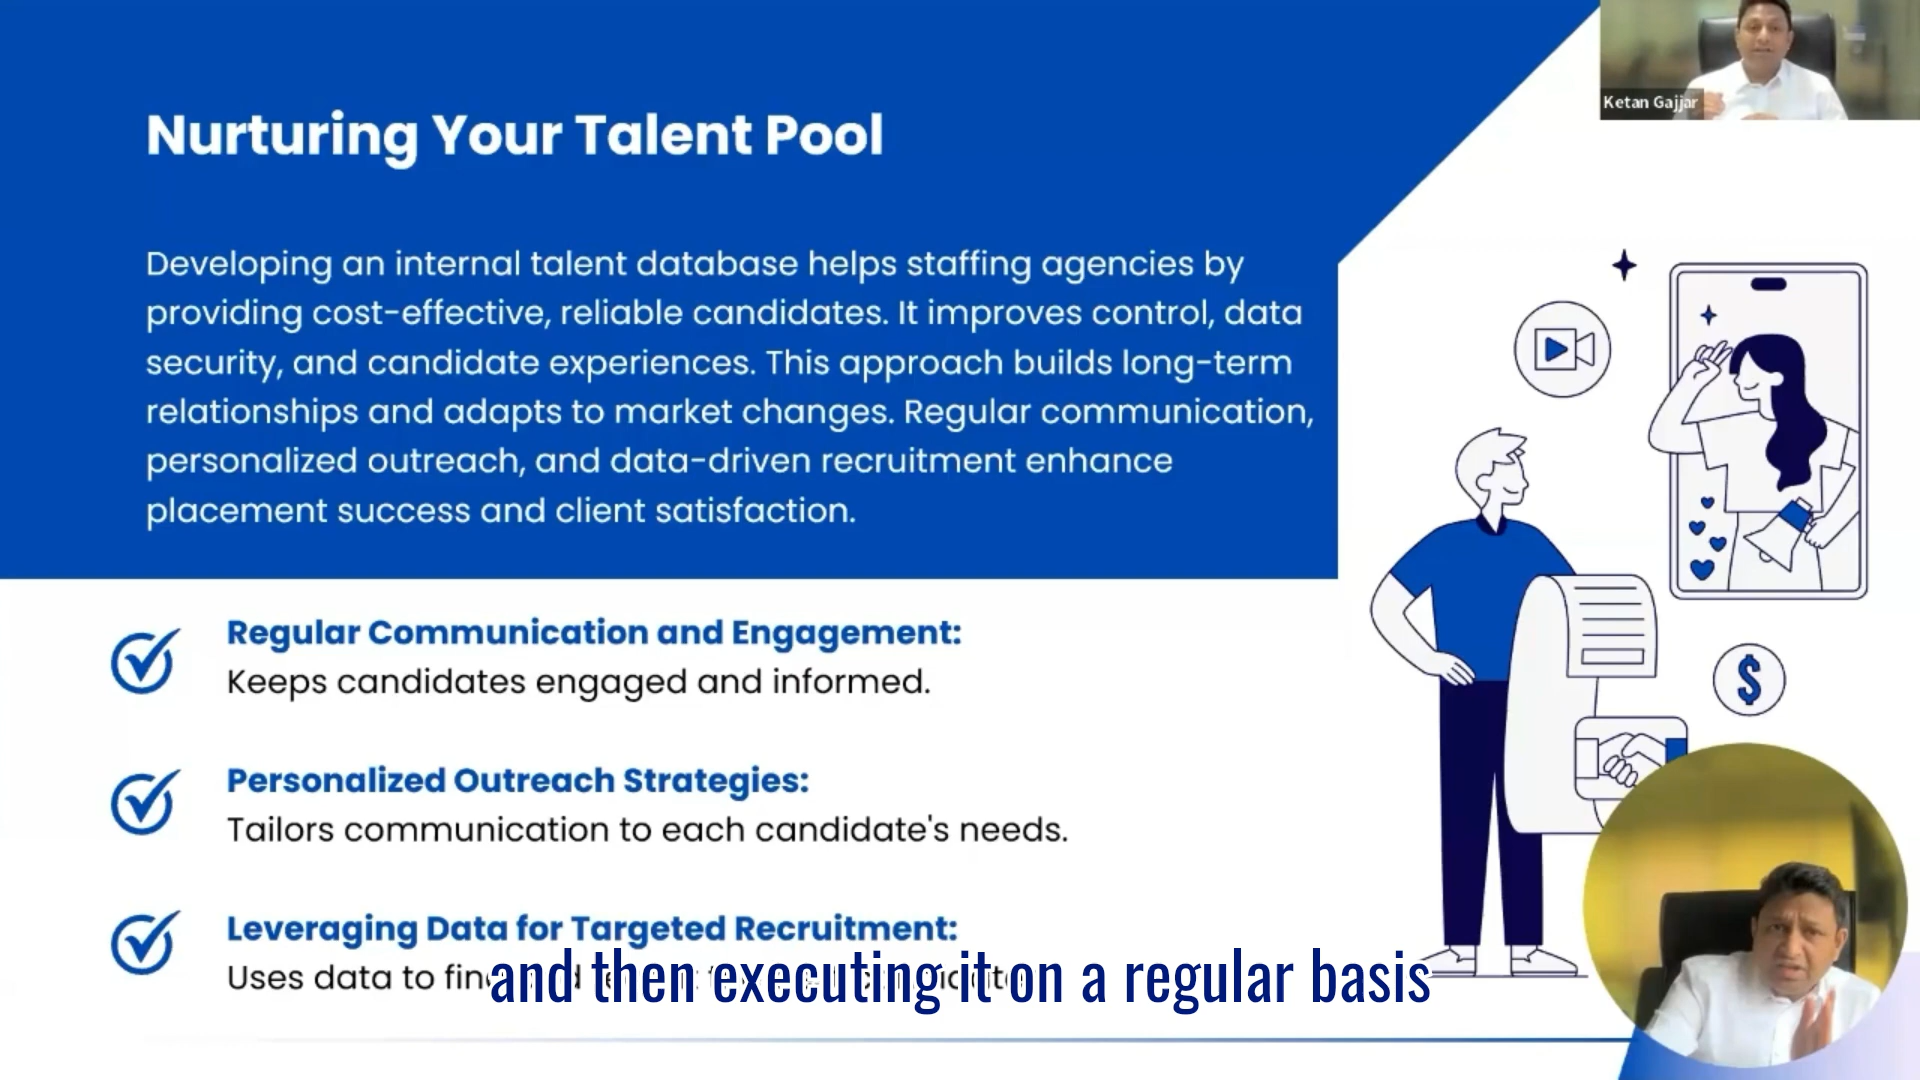 Ketan Gajjar
Nurturing Your Talent Pool
Developing an internal talent database helps staffing agencies by
providing cost-effective, reliable candidates. It improves control, data
security, and candidate experiences. This approach builds long-term
relationships and adapts to market changes. Regular communication,
personalized outreach, and data-driven recruitment enhance
placement success and client satisfaction.
Regular Communication and Engagement:
Keeps candidates engaged and informed.
Personalized Outreach Strategies:
Tailors communication to each candidate's needs.
Leveraging Data for Targeted Recruitment:
Uses data to
and then executing it on a regular basis
$